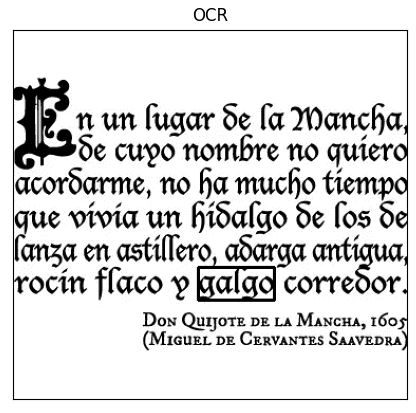 OCR
En un lugar de la Mancha,
de cuyo nombre no quiero
acordarme, no ha mucho tiempo
que vivia un hidalgo de los de
lanza en astillero, adarga antigua,
rocin flaco y galgo corredor.
Don Quijote de la Mancha, 1605
(Miguel de Cervantes Saavedra)